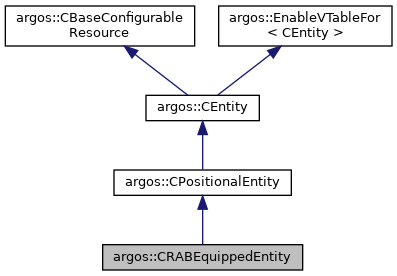 argos::CBaseConfigurable
Resource
argos::EnableVTableFor
< CEntity >
argos::CEntity
argos::CPositionalEntity
argos::CRABEquippedEntity